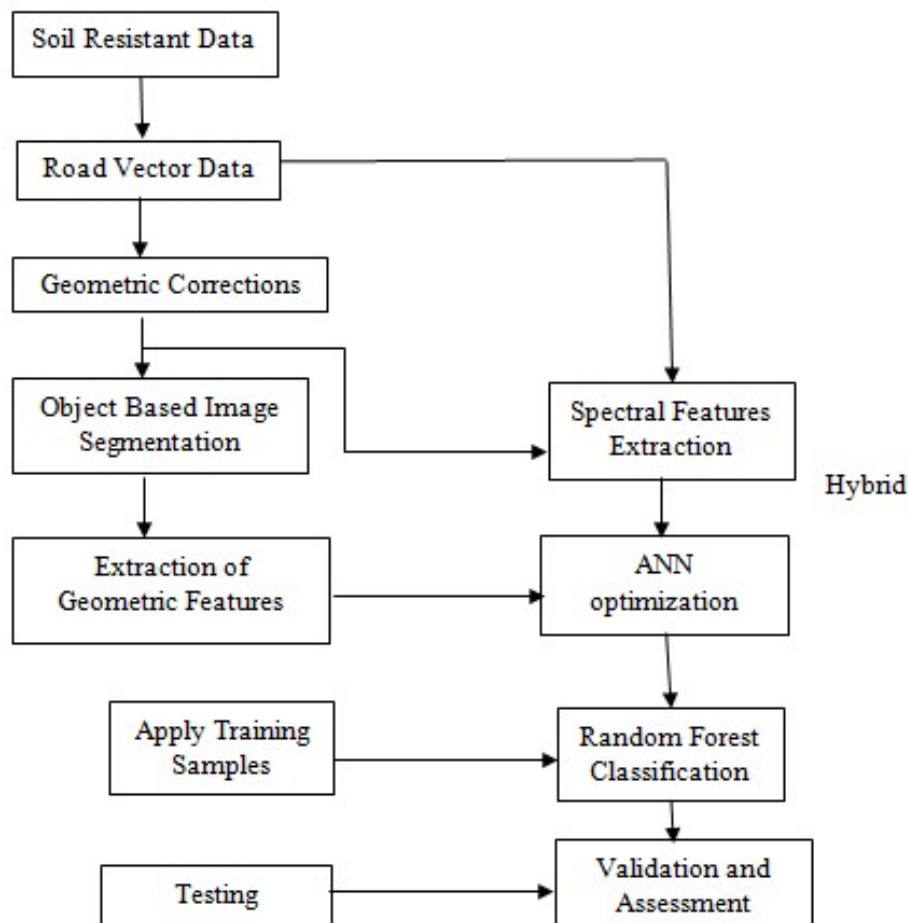 Soil Resistant Data
Road Vector Data
Geometric Corrections
Object Based Image
Segmentation
Spectral Features
Extraction
Hybrid
Extraction of
Geometric Features
ANN
optimization
Apply Training
Samples
Random Forest
Classification
Testing
Validation and
Assessment